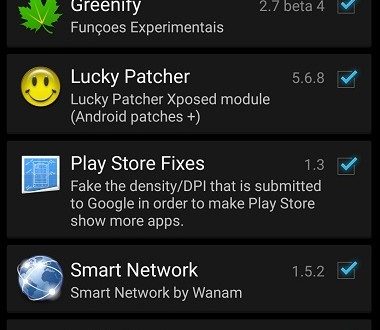 Greenify 2.7 beta 4
Funçoes Experimentais
Lucky Patcher 5.6.8
Lucky Patcher Xposed module
(Android patches +)
Play Store Fixes 1.3
Fake the density/DPI that is submitted
to Google in order to make Play Store
show more apps.
Smart Network 1.5.2
Smart Network by Wanam